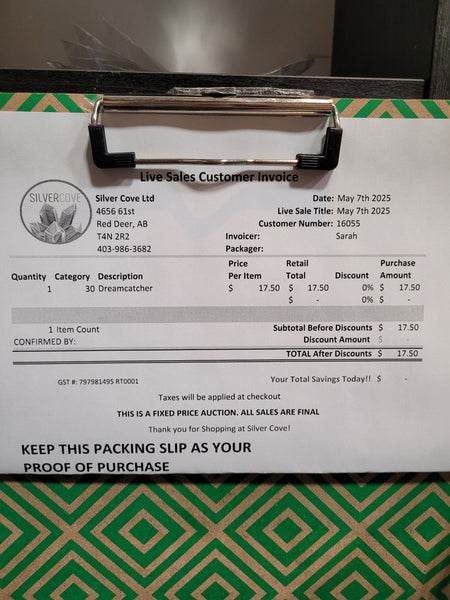 Live Sales Customer Invoice
SILVERCOVE
Silver Cove Ltd
4656 61st
Red Deer, AB
T4N 2R2
403-986-3682
Date: May 7th 2025
Live Sale Title: May 7th 2025
Customer Number: 16055
Invoicer: Sarah
Packager:
Quantity Category Description Price Per Item Retail Total Discount Purchase Amount
1 30 Dreamcatcher $ 17.50 $ 17.50 0% $ 17.50
$ - 0% $ -
1 Item Count Subtotal Before Discounts $ 17.50
CONFIRMED BY: Discount Amount $ -
TOTAL After Discounts $ 17.50
GST #: 797981495 RT0001 Your Total Savings Today!! $ -
Taxes will be applied at checkout
THIS IS A FIXED PRICE AUCTION. ALL SALES ARE FINAL
Thank you for Shopping at Silver Cove!
KEEP THIS PACKING SLIP AS YOUR
PROOF OF PURCHASE